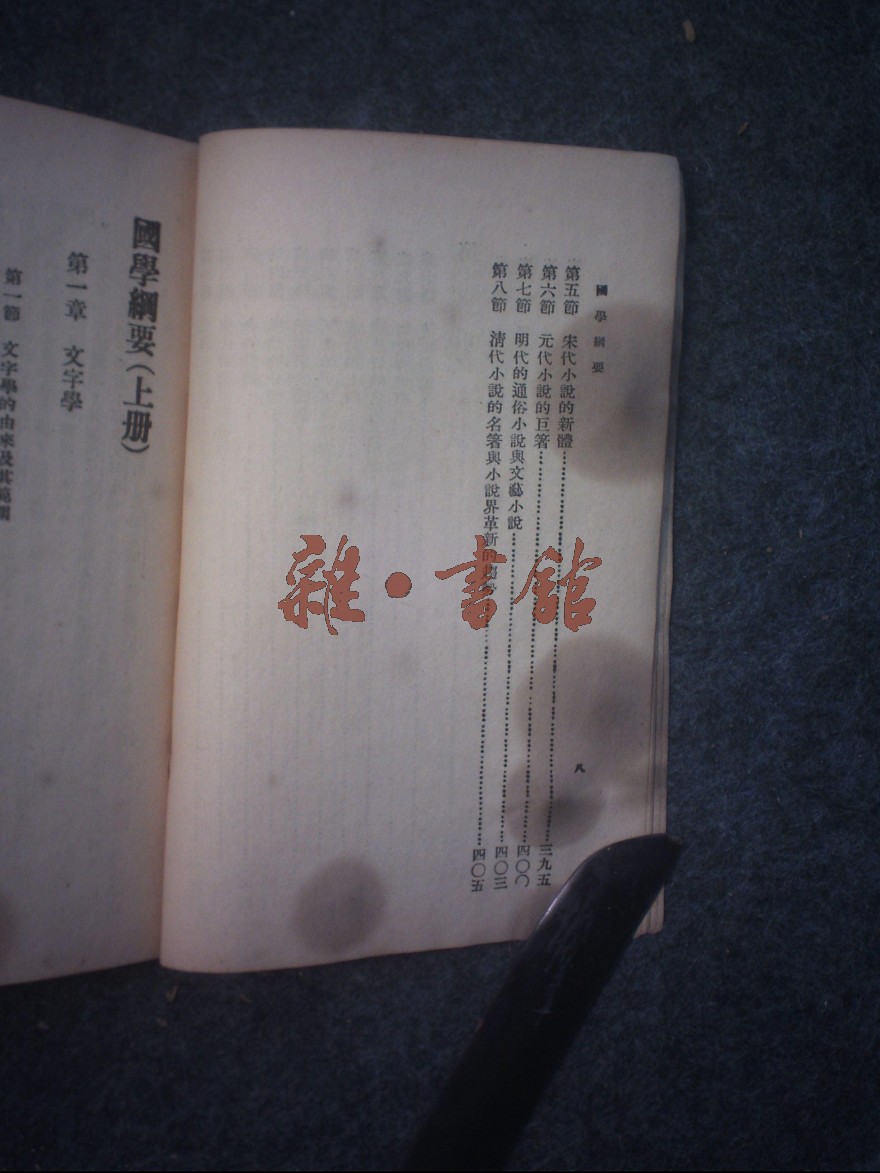 國學綱要
第五節 宋代小說的新體……三九五
第六節 元代小說的巨箸……四〇〇
第七節 明代的通俗小說與文藝小說……四〇三
第八節 清代小說的名箸與小說界革新的趨勢……四〇五
八
國學綱要(上册)
第一章 文字學
第一節 文字學的由來及其範圍
雜·書館